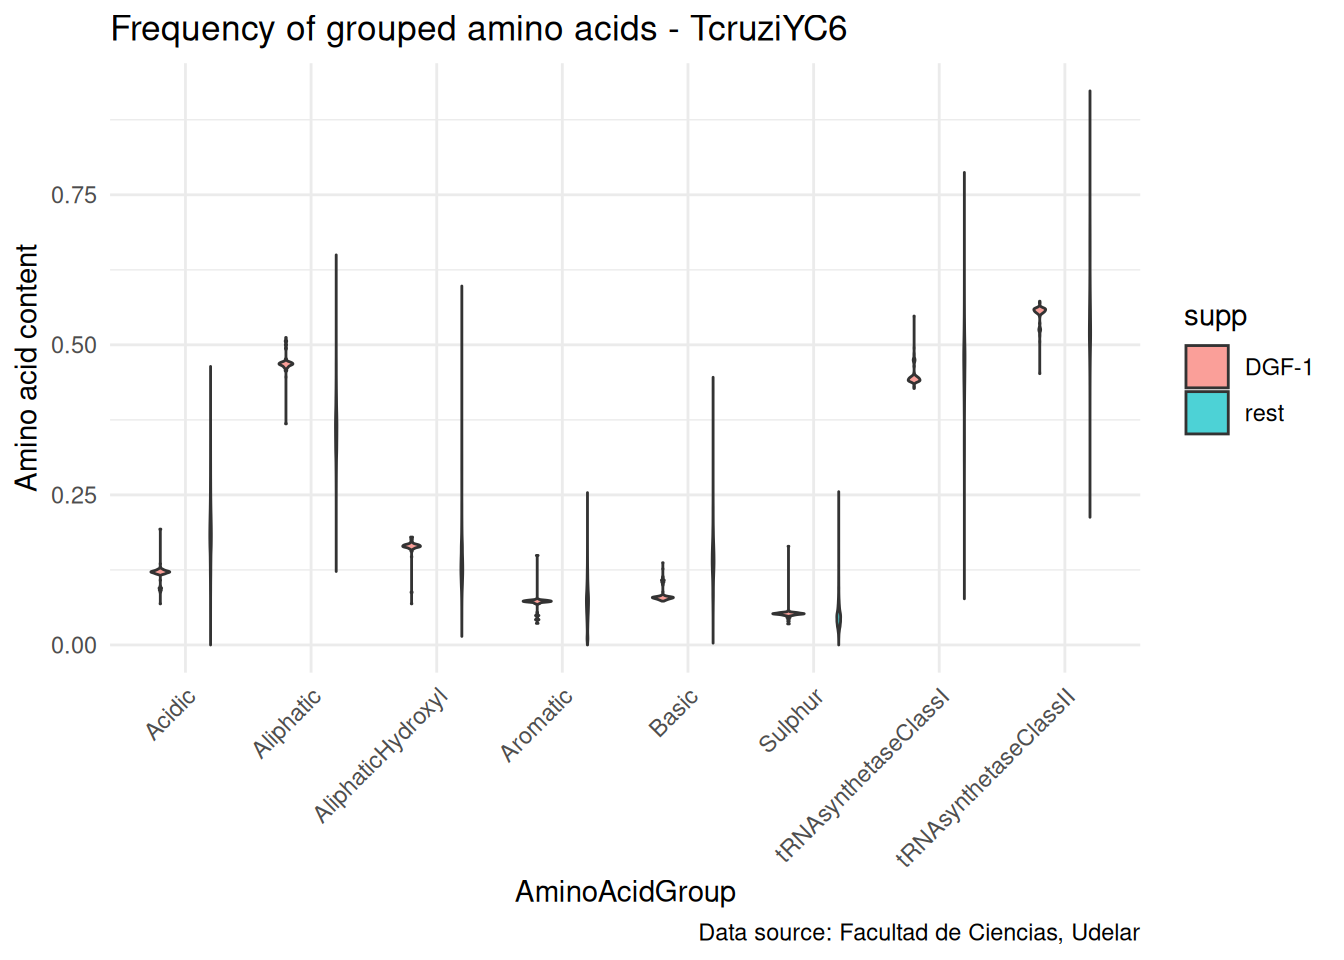 Frequency of grouped amino acids - TcruziYC6
Amino acid content
0.75
0.50
0.25
0.00
Acidic
Aliphatic
AliphaticHydroxyl
Aromatic
Basic
Sulphur
tRNAsynthetaseClassI
tRNAsynthetaseClassII
AminoAcidGroup
supp
DGF-1
rest
Data source: Facultad de Ciencias, Udelar